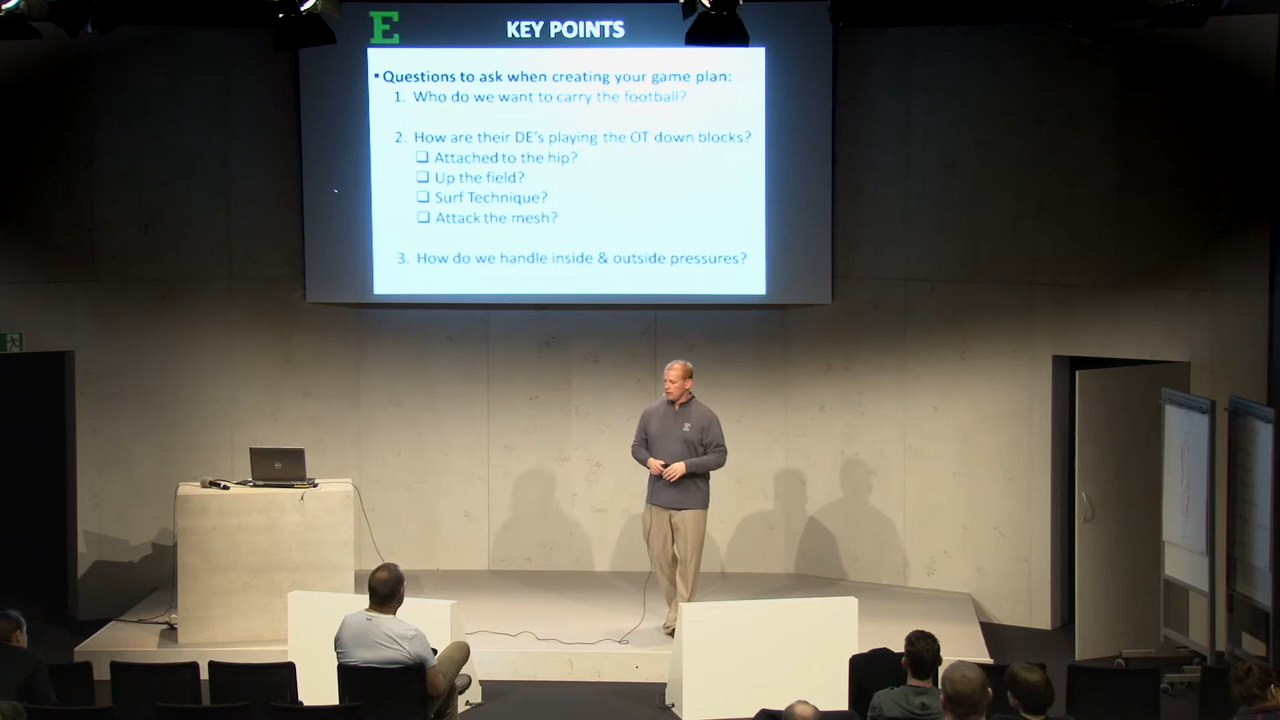 E
KEY POINTS
▪ Questions to ask when creating your game plan:
1. Who do we want to carry the football?
2. How are their DE's playing the OT down blocks?
❑ Attached to the hip?
❑ Up the field?
❑ Surf Technique?
❑ Attack the mesh?
3. How do we handle inside & outside pressures?
E